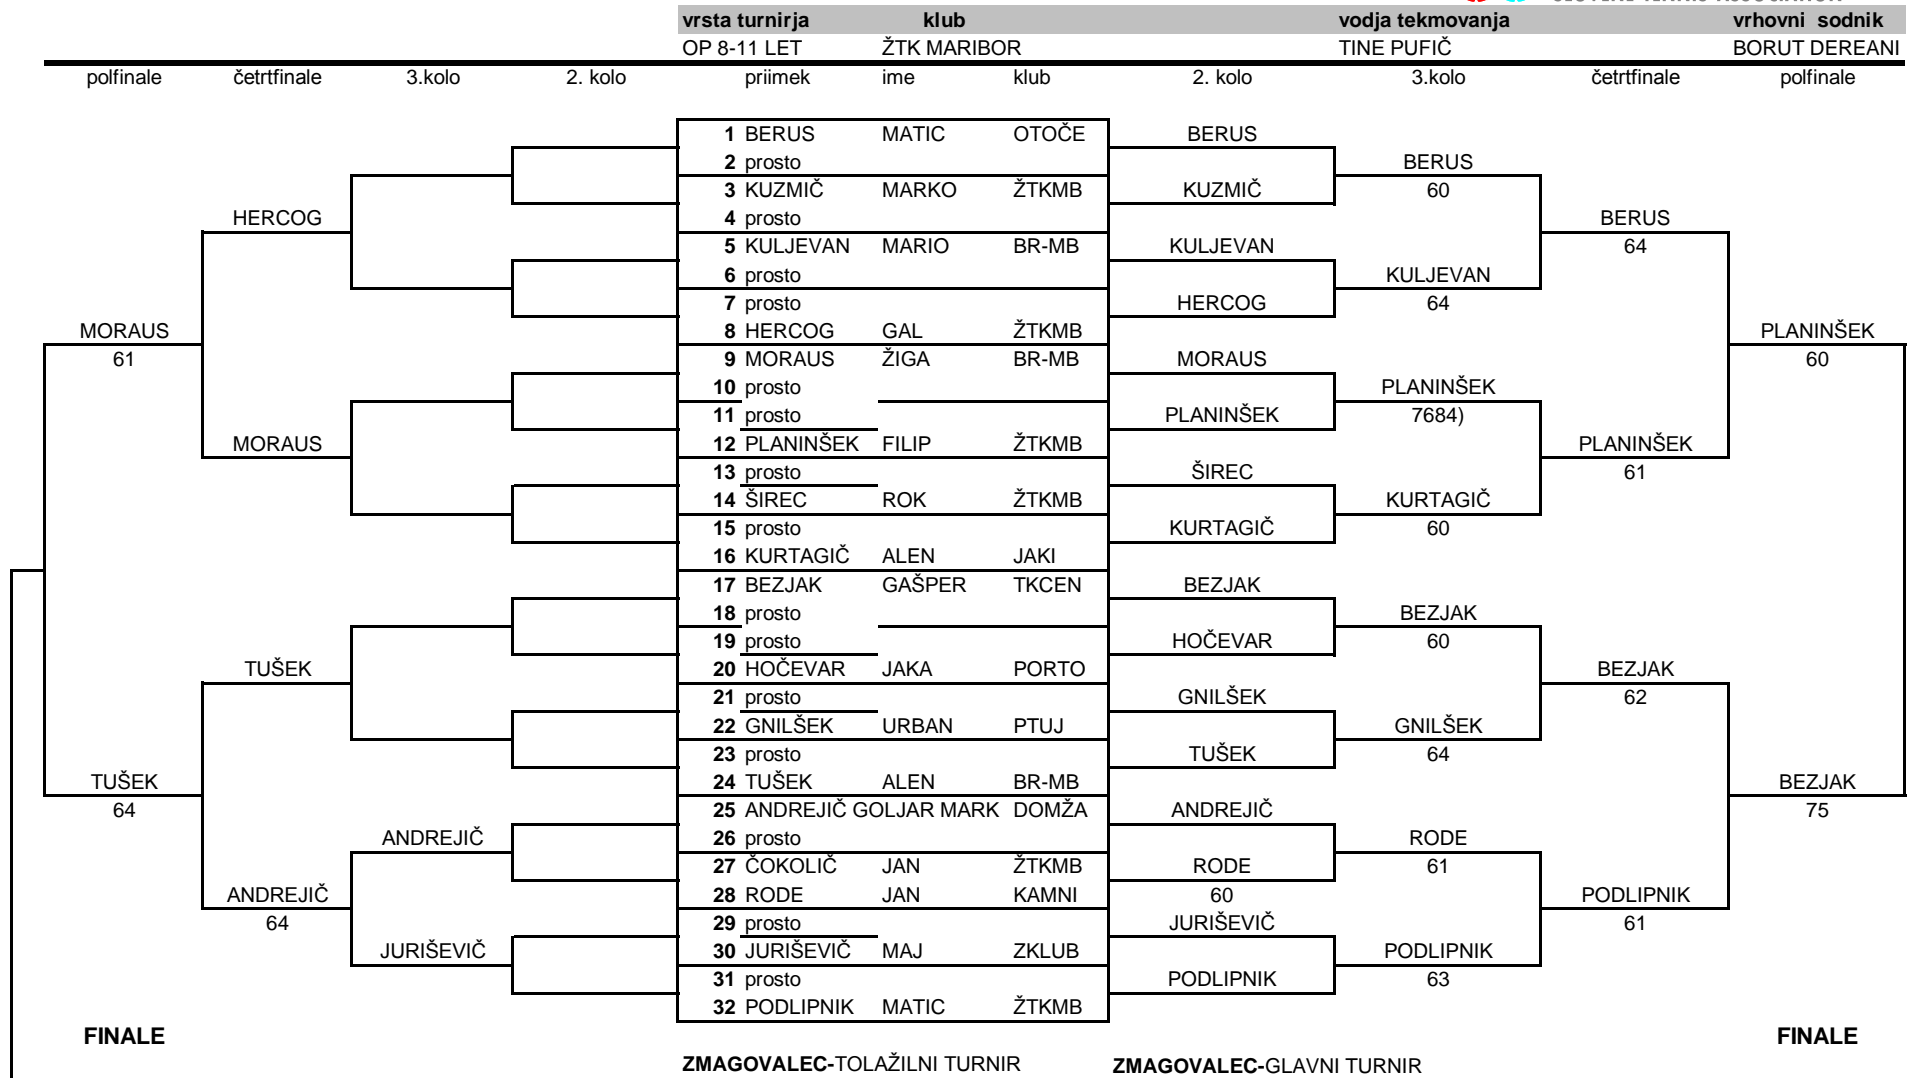 vrsta turnirja klub vodja tekmovanja vrhovni sodnik
OP 8-11 LET ŽTK MARIBOR TINE PUFIČ BORUT DEREANI
polfinale četrtfinale 3.kolo 2. kolo priimek ime klub 2. kolo 3.kolo četrtfinale polfinale
1 BERUS MATIC OTOČE BERUS
2 prosto BERUS
3 KUZMIČ MARKO ŽTKMB KUZMIČ 60
HERCOG 4 prosto BERUS
5 KULJEVAN MARIO BR-MB KULJEVAN 64
6 prosto KULJEVAN
7 prosto HERCOG 64
MORAUS 8 HERCOG GAL ŽTKMB PLANINŠEK
61 9 MORAUS ŽIGA BR-MB MORAUS 60
10 prosto PLANINŠEK
11 prosto PLANINŠEK 7684)
MORAUS 12 PLANINŠEK FILIP ŽTKMB PLANINŠEK
13 prosto ŠIREC 61
14 ŠIREC ROK ŽTKMB KURTAGIČ
15 prosto KURTAGIČ 60
16 KURTAGIČ ALEN JAKI
17 BEZJAK GAŠPER TKCEN BEZJAK
18 prosto BEZJAK
19 prosto HOČEVAR 60
TUŠEK 20 HOČEVAR JAKA PORTO BEZJAK
21 prosto GNILŠEK 62
22 GNILŠEK URBAN PTUJ GNILŠEK
23 prosto TUŠEK 64
TUŠEK 24 TUŠEK ALEN BR-MB BEZJAK
64 25 ANDREJIČ GOLJAR MARK DOMŽA ANDREJIČ 75
ANDREJIČ 26 prosto RODE
27 ČOKOLIČ JAN ŽTKMB RODE 61
ANDREJIČ 28 RODE JAN KAMNI 60 PODLIPNIK
64 29 prosto JURIŠEVIČ 61
JURIŠEVIČ 30 JURIŠEVIČ MAJ ZKLUB PODLIPNIK
31 prosto PODLIPNIK 63
32 PODLIPNIK MATIC ŽTKMB
FINALE FINALE
ZMAGOVALEC-TOLAŽILNI TURNIR ZMAGOVALEC-GLAVNI TURNIR